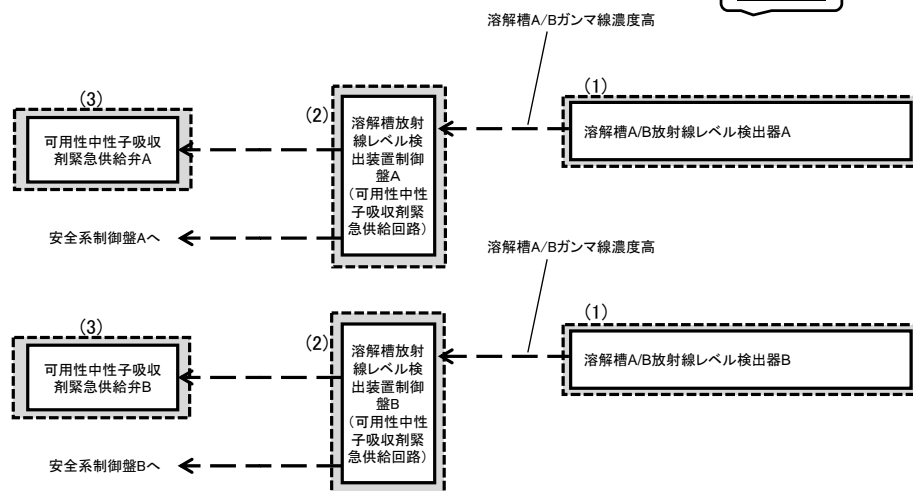 溶解槽A/Bガンマ線濃度高
(1)
溶解槽A/B放射線レベル検出器A
(2)
溶解槽放射
線レベル検
出装置制御
盤A
(可用性中性
子吸収剤緊
急供給回路)
(3)
可用性中性子吸収
剤緊急供給弁A
安全系制御盤Aへ
溶解槽A/Bガンマ線濃度高
(1)
溶解槽A/B放射線レベル検出器B
(2)
溶解槽放射
線レベル検
出装置制御
盤B
(可用性中性
子吸収剤緊
急供給回路)
(3)
可用性中性子吸収
剤緊急供給弁B
安全系制御盤Bへ